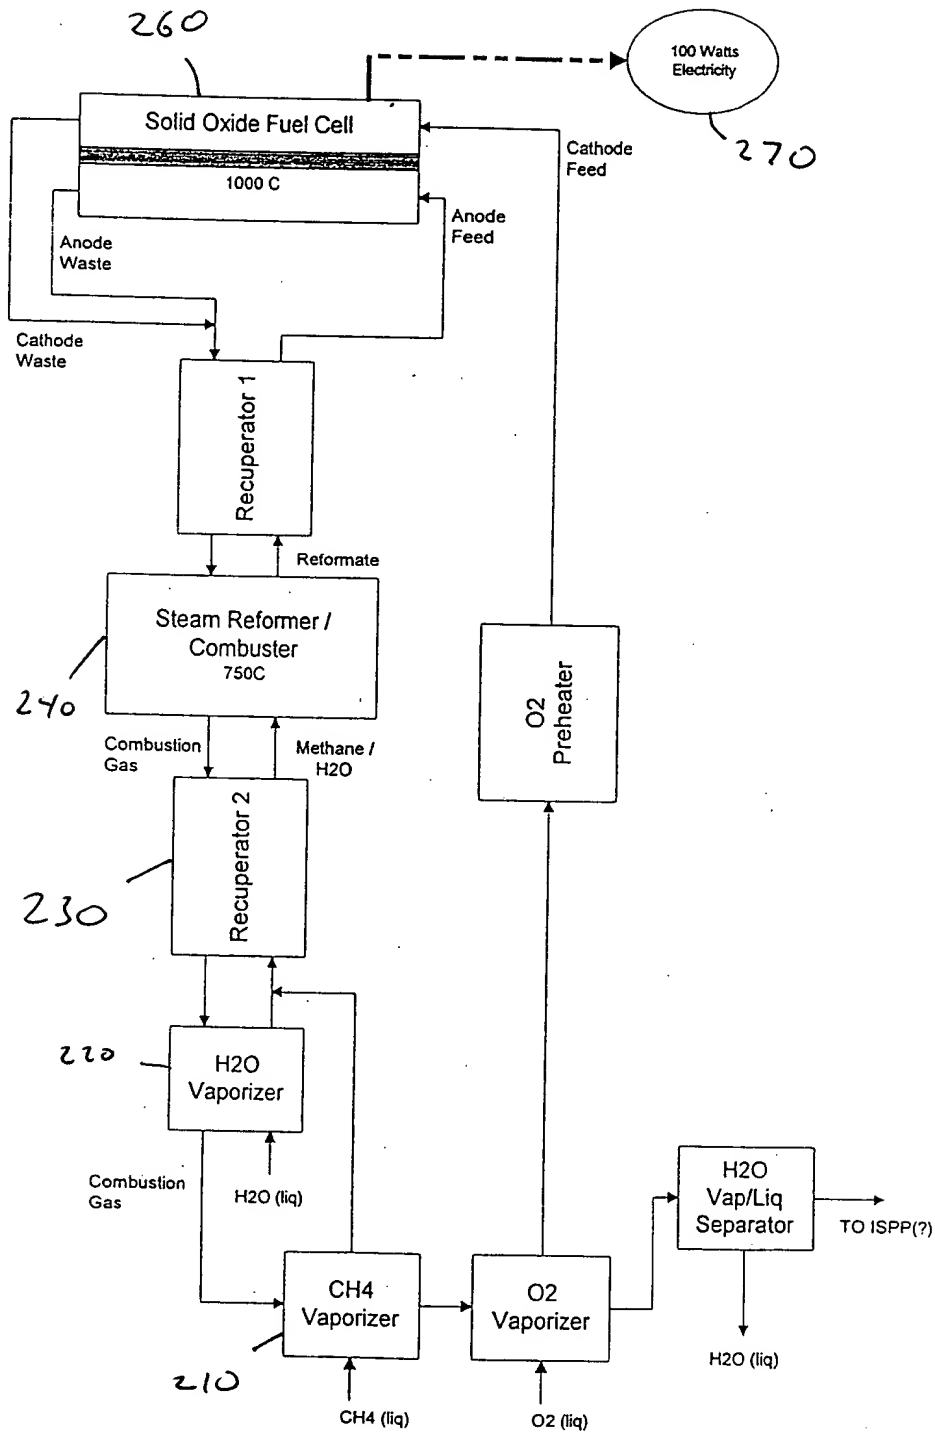 260
100 Watts
Electricity
270
Solid Oxide Fuel Cell
1000 C
Cathode
Feed
Anode
Feed
Anode
Waste
Cathode
Waste
Recuperator 1
Reformate
Steam Reformer /
Combuster
750C
240
O2
Preheater
Combustion
Gas
Methane /
H2O
Recuperator 2
230
220
H2O
Vaporizer
Combustion
Gas
H2O (liq)
H2O
Vap/Liq
Separator
TO ISPP(?)
CH4
Vaporizer
O2
Vaporizer
210
H2O (liq)
CH4 (liq)
O2 (liq)